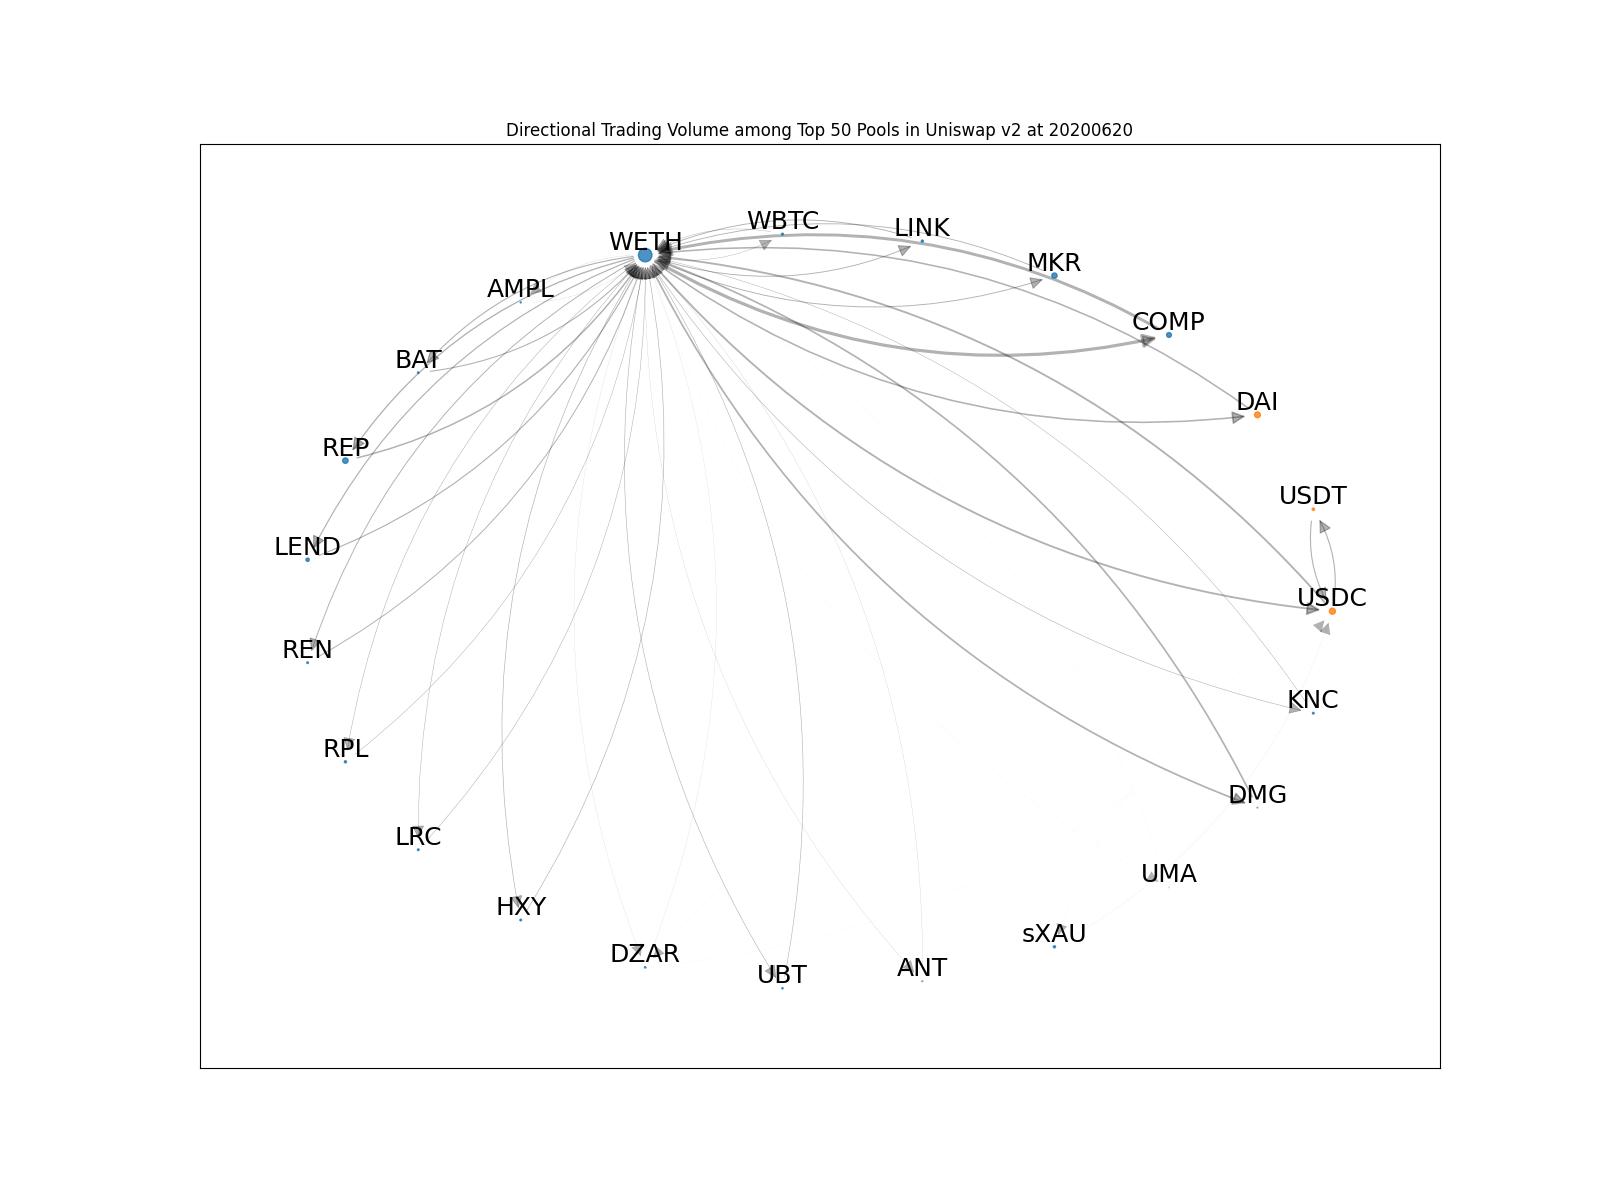 Directional Trading Volume among Top 50 Pools in Uniswap v2 at 20200620
WBTC
LINK
WETH
MKR
AMPL
COMP
BAT
DAI
REP
USDT
LEND
USDC
REN
KNC
RPL
DMG
LRC
UMA
HXY
sXAU
DZAR
UBT
ANT